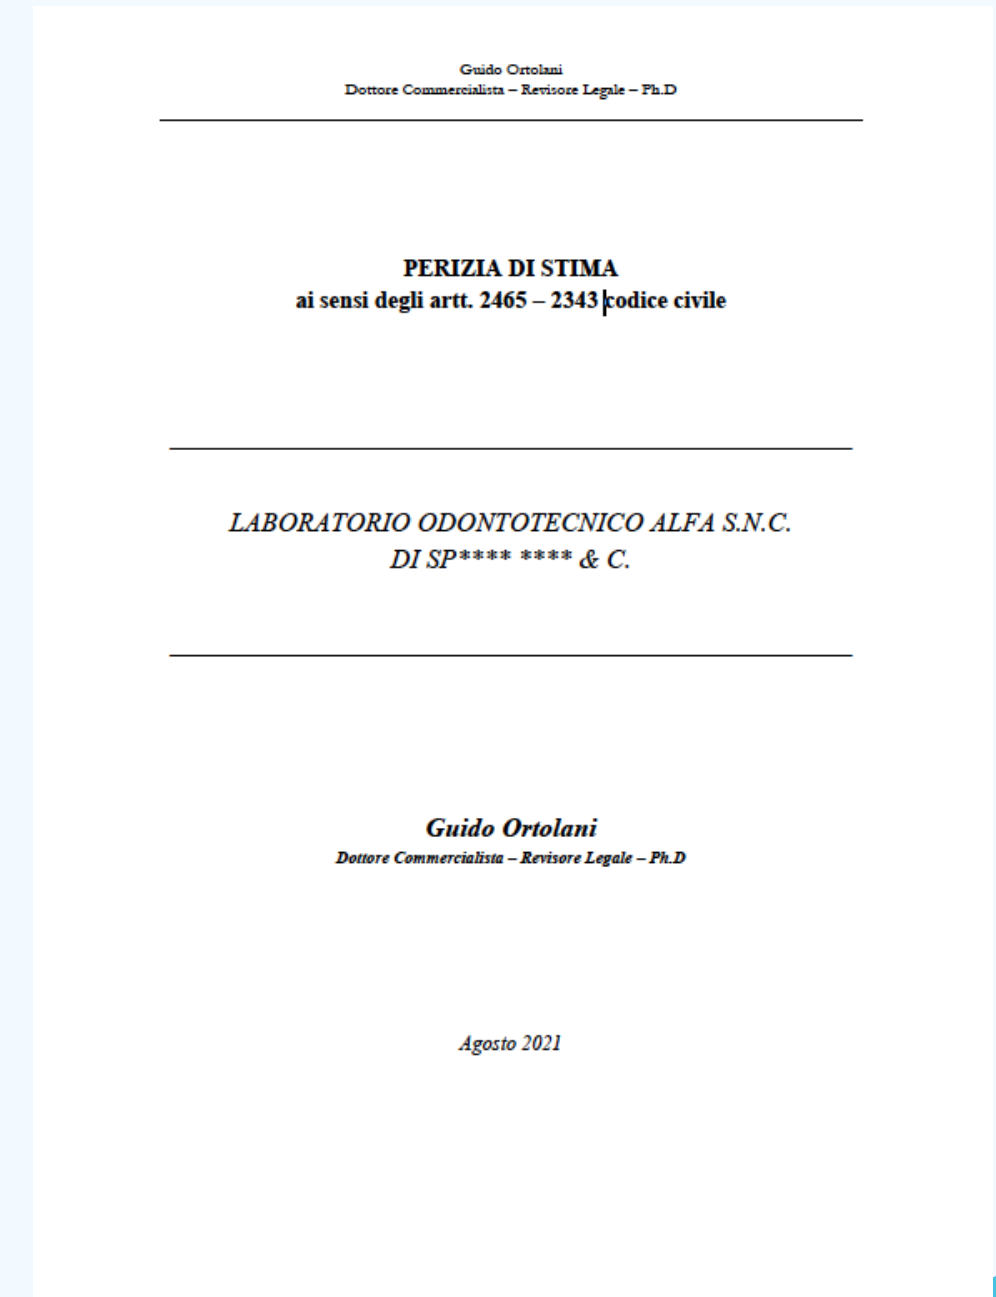 Guido Ortolani
Dottore Commercialista – Revisore Legale – Ph.D
PERIZIA DI STIMA
ai sensi degli artt. 2465 – 2343 codice civile
LABORATORIO ODONTOTECNICO ALFA S.N.C.
DI SP**** **** & C.
Guido Ortolani
Dottore Commercialista – Revisore Legale – Ph.D
Agosto 2021